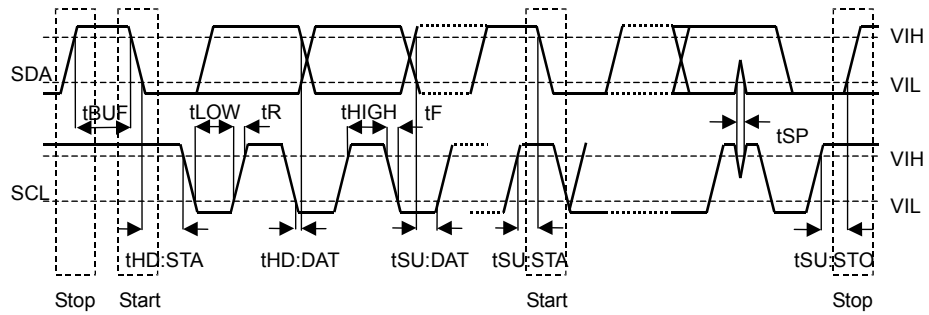 VIH
SDA
VIL
tBUF tLOW tR tHIGH tF
tSP
VIH
SCL
VIL
tHD:STA tHD:DAT tSU:DAT tSU:STA tSU:STO
Stop Start Start Stop